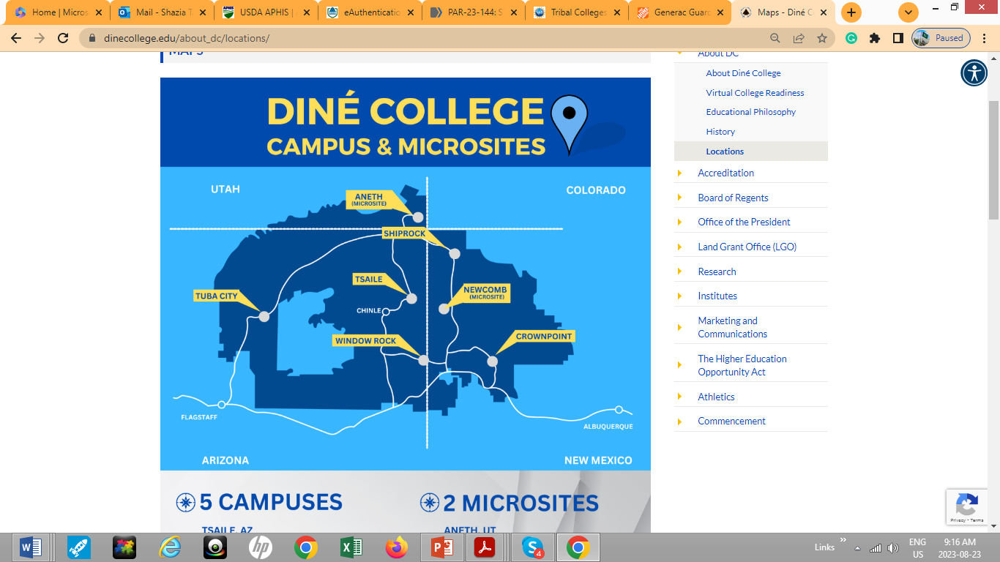 Home | Micros
Mail - Shazia T
USDA APHIS |
eAuthenticatio
PAR-23-144: S
Tribal Colleges
Generac Guard
Maps - Diné C
dinecollege.edu/about_dc/locations/
Paused
MAPS
About DC
About Diné College
Virtual College Readiness
Educational Philosophy
History
Locations
Accreditation
Board of Regents
Office of the President
Land Grant Office (LGO)
Research
Institutes
Marketing and
Communications
The Higher Education
Opportunity Act
Athletics
Commencement
DINÉ COLLEGE
CAMPUS & MICROSITES
UTAH
COLORADO
ANETH
(MICROSITE)
SHIPROCK
TSAILE
NEWCOMB
(MICROSITE)
TUBA CITY
CHINLE
WINDOW ROCK
CROWNPOINT
FLAGSTAFF
ALBUQUERQUE
ARIZONA
NEW MEXICO
5 CAMPUSES
2 MICROSITES
TSAILE, AZ
ANETH, UT
Privacy - Terms
Links
ENG
US
9:16 AM
2023-08-23
4